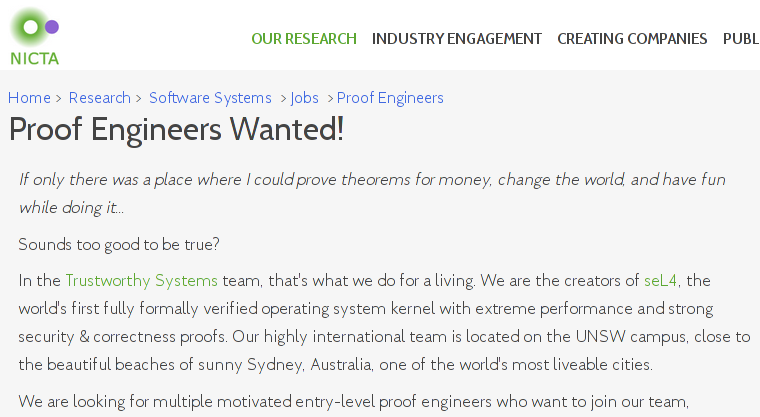 NICTA
OUR RESEARCH INDUSTRY ENGAGEMENT CREATING COMPANIES PUBL
Home > Research > Software Systems > Jobs > Proof Engineers
Proof Engineers Wanted!
If only there was a place where I could prove theorems for money, change the world, and have fun
while doing it...
Sounds too good to be true?
In the Trustworthy Systems team, that's what we do for a living. We are the creators of seL4, the
world's first fully formally verified operating system kernel with extreme performance and strong
security & correctness proofs. Our highly international team is located on the UNSW campus, close to
the beautiful beaches of sunny Sydney, Australia, one of the world's most liveable cities.
We are looking for multiple motivated entry-level proof engineers who want to join our team,